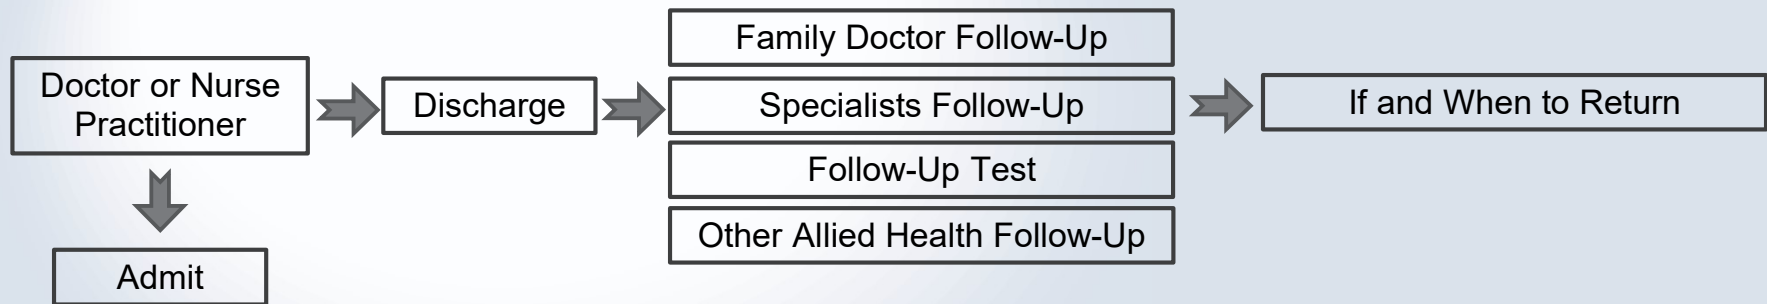 Doctor or Nurse
Practitioner
Discharge
Family Doctor Follow-Up
Specialists Follow-Up
Follow-Up Test
Other Allied Health Follow-Up
If and When to Return
Admit